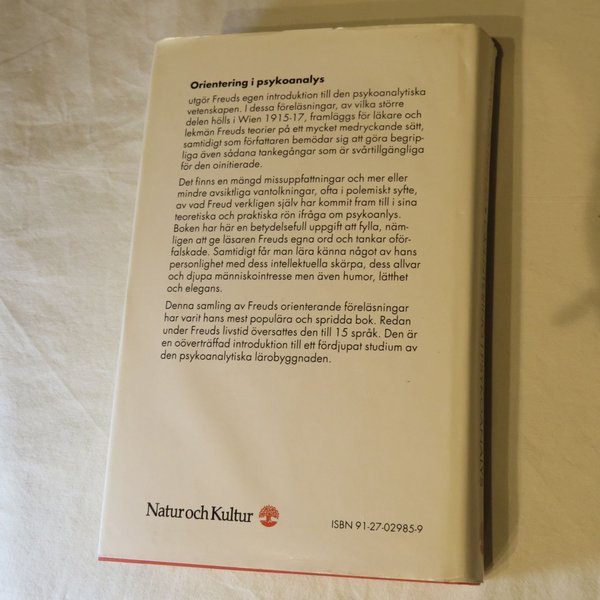 Orientering i psykoanalys
utgör Freuds egen introduktion till den psykoanalytiska
vetenskapen. I dessa föreläsningar, av vilka större
delen hölls i Wien 1915-17, framläggs för läkare och
lekmän Freuds teorier på ett mycket medryckande sätt,
samtidigt som författaren bemödar sig att göra begrip-
liga även sådana tankegångar som är svårtillgängliga
för den oinitierade.
Det finns en mängd missuppfattningar och mer eller
mindre avsiktliga vantolkningar, ofta i polemiskt syfte,
av vad Freud verkligen själv har kommit fram till i sina
teoretiska och praktiska rön ifråga om psykoanlys.
Boken har här en betydelsefull uppgift att fylla, näm-
ligen att ge läsaren Freuds egna ord och tankar oför-
falskade. Samtidigt får man lära känna något av hans
personlighet med dess intellektuella skärpa, dess allvar
och djupa människointresse men även humor, lätthet
och elegans.
Denna samling av Freuds orienterande föreläsningar
har varit hans mest populära och spridda bok. Redan
under Freuds livstid översattes den till 15 språk. Den är
en oöverträffad introduktion till ett fördjupat studium av
den psykoanalytiska lärobyggnaden.
Natur och Kultur
ISBN 91-27-02985-9